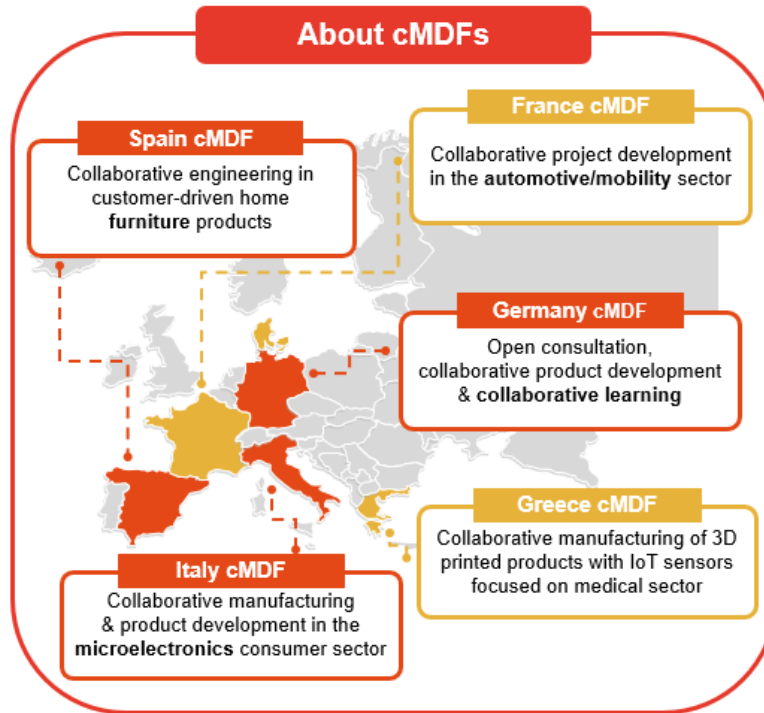 About cMDFs
France cMDF
Collaborative project development
in the automotive/mobility sector
Spain cMDF
Collaborative engineering in
customer-driven home
furniture products
Germany cMDF
Open consultation,
collaborative product development
& collaborative learning
Greece cMDF
Collaborative manufacturing of 3D
printed products with IoT sensors
focused on medical sector
Italy cMDF
Collaborative manufacturing
& product development in the
microelectronics consumer sector